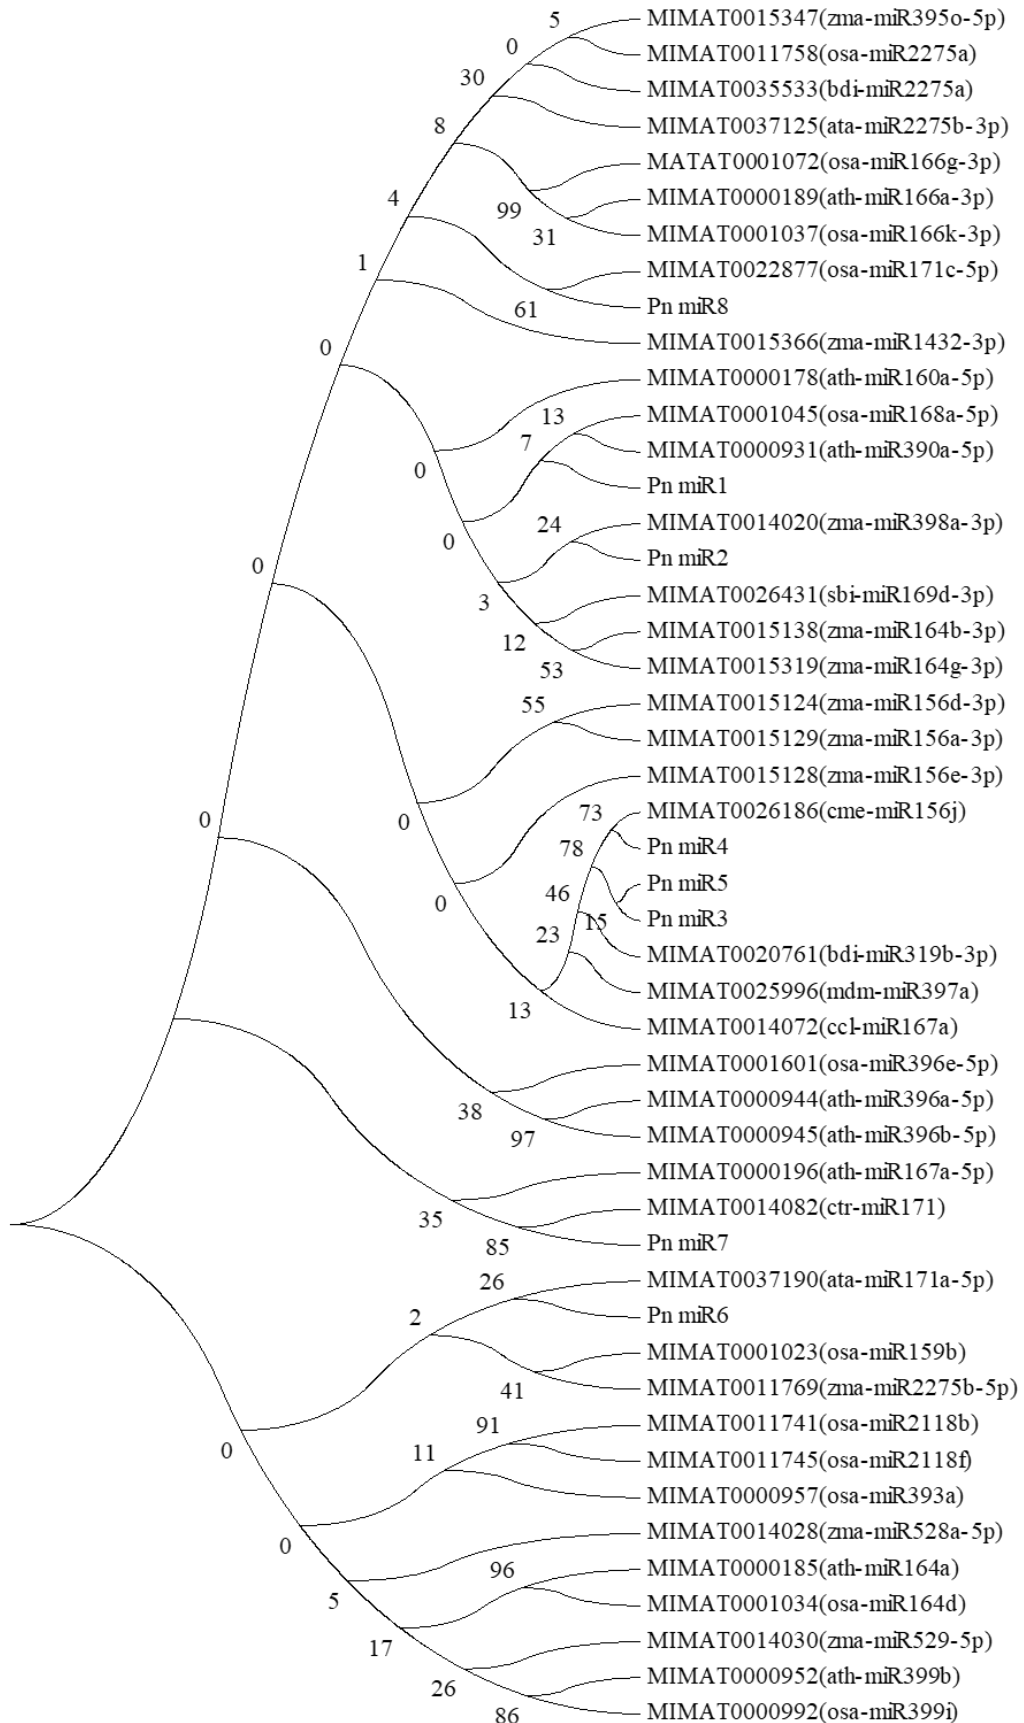 5
MIMAT0015347(zma-miR395o-5p)
0
MIMAT0011758(osa-miR2275a)
30
MIMAT0035533(bdi-miR2275a)
8
MIMAT0037125(ata-miR2275b-3p)
MATAT0001072(osa-miR166g-3p)
4
99
MIMAT0000189(ath-miR166a-3p)
31
MIMAT0001037(osa-miR166k-3p)
1
MIMAT0022877(osa-miR171c-5p)
61
Pn miR8
0
MIMAT0015366(zma-miR1432-3p)
MIMAT0000178(ath-miR160a-5p)
13
MIMAT0001045(osa-miR168a-5p)
7
MIMAT0000931(ath-miR390a-5p)
0
Pn miR1
24
MIMAT0014020(zma-miR398a-3p)
0
Pn miR2
0
3
MIMAT0026431(sbi-miR169d-3p)
12
MIMAT0015138(zma-miR164b-3p)
53
MIMAT0015319(zma-miR164g-3p)
55
MIMAT0015124(zma-miR156d-3p)
MIMAT0015129(zma-miR156a-3p)
MIMAT0015128(zma-miR156e-3p)
0
0
73
MIMAT0026186(cme-miR156j)
78
Pn miR4
46
Pn miR5
0
15
Pn miR3
23
MIMAT0020761(bdi-miR319b-3p)
MIMAT0025996(mdm-miR397a)
13
MIMAT0014072(ccl-miR167a)
MIMAT0001601(osa-miR396e-5p)
38
MIMAT0000944(ath-miR396a-5p)
97
MIMAT0000945(ath-miR396b-5p)
MIMAT0000196(ath-miR167a-5p)
35
MIMAT0014082(ctr-miR171)
85
Pn miR7
26
MIMAT0037190(ata-miR171a-5p)
2
Pn miR6
MIMAT0001023(osa-miR159b)
41
MIMAT0011769(zma-miR2275b-5p)
91
MIMAT0011741(osa-miR2118b)
0
11
MIMAT0011745(osa-miR2118f)
MIMAT0000957(osa-miR393a)
0
MIMAT0014028(zma-miR528a-5p)
96
MIMAT0000185(ath-miR164a)
5
MIMAT0001034(osa-miR164d)
17
MIMAT0014030(zma-miR529-5p)
26
MIMAT0000952(ath-miR399b)
86
MIMAT0000992(osa-miR399i)